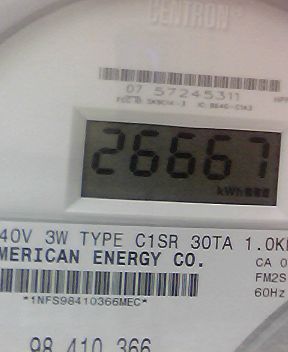 CENTRON
07 57245311
26667
kWh
40V 3W TYPE C1SR 30TA 1.0K
MERICAN ENERGY CO.
CA 0
FM2S
60Hz
*1NFS98410366MEC*
98 410 366